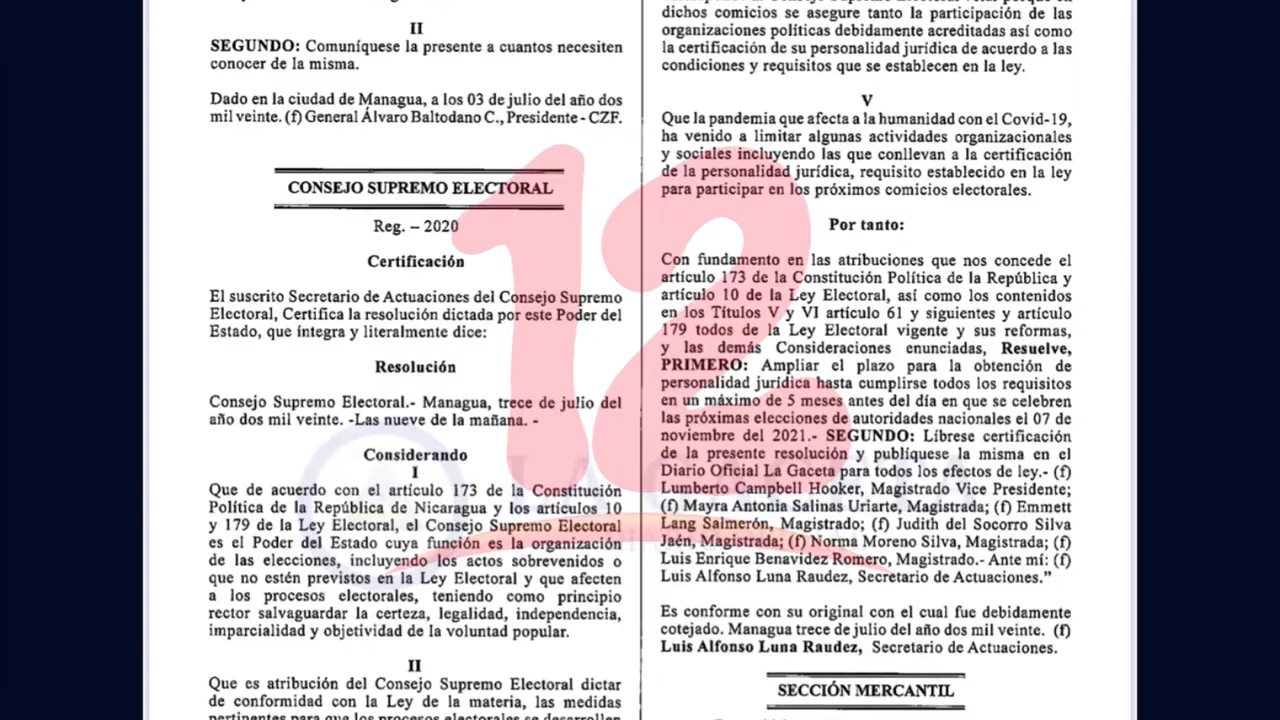 II
SEGUNDO: Comuníquese la presente a cuantos necesiten
conocer de la misma.
Dado en la ciudad de Managua, a los 03 de julio del año dos
mil veinte. (f) General Álvaro Baltodano C., Presidente - CZF.
CONSEJO SUPREMO ELECTORAL
Reg. – 2020
Certificación
El suscrito Secretario de Actuaciones del Consejo Supremo
Electoral, Certifica la resolución dictada por este Poder del
Estado, que íntegra y literalmente dice:
Resolución
Consejo Supremo Electoral.- Managua, trece de julio del
año dos mil veinte. -Las nueve de la mañana. -
Considerando
I
Que de acuerdo con el artículo 173 de la Constitución
Política de la República de Nicaragua y los artículos 10
y 179 de la Ley Electoral, el Consejo Supremo Electoral
es el Poder del Estado cuya función es la organización
de las elecciones, incluyendo los actos sobrevenidos o
que no estén previstos en la Ley Electoral y que afecten
a los procesos electorales, teniendo como principio
rector salvaguardar la certeza, legalidad, independencia,
imparcialidad y objetividad de la voluntad popular.
II
Que es atribución del Consejo Supremo Electoral dictar
de conformidad con la Ley de la materia, las medidas
pertinentes para que los procesos electorales se desarrollen
dichos comicios se asegure tanto la participación de las
organizaciones políticas debidamente acreditadas así como
la certificación de su personalidad jurídica de acuerdo a las
condiciones y requisitos que se establecen en la ley.
V
Que la pandemia que afecta a la humanidad con el Covid-19,
ha venido a limitar algunas actividades organizacionales
y sociales incluyendo las que conllevan a la certificación
de la personalidad jurídica, requisito establecido en la ley
para participar en los próximos comicios electorales.
Por tanto:
Con fundamento en las atribuciones que nos concede el
artículo 173 de la Constitución Política de la República y
artículo 10 de la Ley Electoral, así como los contenidos
en los Títulos V y VI artículo 61 y siguientes y artículo
179 todos de la Ley Electoral vigente y sus reformas,
y las demás Consideraciones enunciadas, Resuelve,
PRIMERO: Ampliar el plazo para la obtención de
personalidad jurídica hasta cumplirse todos los requisitos
en un máximo de 5 meses antes del día en que se celebren
las próximas elecciones de autoridades nacionales el 07 de
noviembre del 2021.- SEGUNDO: Líbrese certificación
de la presente resolución y publíquese la misma en el
Diario Oficial La Gaceta para todos los efectos de ley.- (f)
Lumberto Campbell Hooker, Magistrado Vice Presidente;
(f) Mayra Antonia Salinas Uriarte, Magistrada; (f) Emmett
Lang Salmerón, Magistrado; (f) Judith del Socorro Silva
Jaén, Magistrada; (f) Norma Moreno Silva, Magistrada; (f)
Luis Enrique Benavidez Romero, Magistrado.- Ante mí: (f)
Luis Alfonso Luna Raudez, Secretario de Actuaciones.”
Es conforme con su original con el cual fue debidamente
cotejado. Managua trece de julio del año dos mil veinte. (f)
Luis Alfonso Luna Raudez, Secretario de Actuaciones.
SECCIÓN MERCANTIL
12